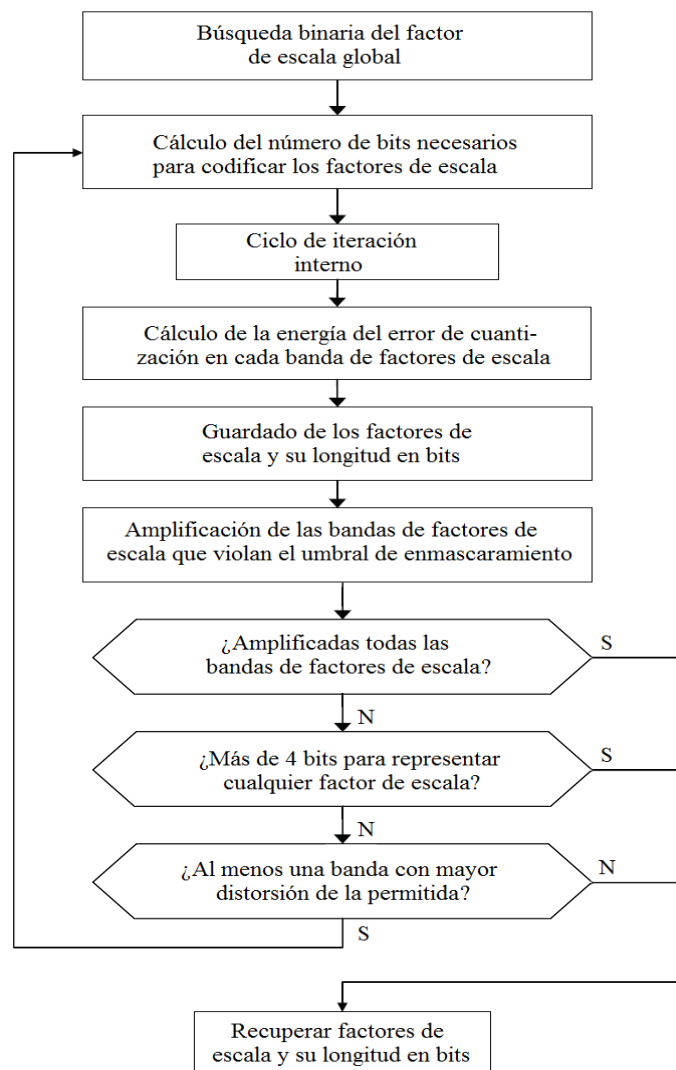 Búsqueda binaria del factor
de escala global
Cálculo del número de bits necesarios
para codificar los factores de escala
Ciclo de iteración
interno
Cálculo de la energía del error de cuanti-
zación en cada banda de factores de escala
Guardado de los factores de
escala y su longitud en bits
Amplificación de las bandas de factores de
escala que violan el umbral de enmascaramiento
¿Amplificadas todas las
bandas de factores de escala?
S
N
¿Más de 4 bits para representar
cualquier factor de escala?
S
N
¿Al menos una banda con mayor
distorsión de la permitida?
N
S
Recuperar factores de
escala y su longitud en bits